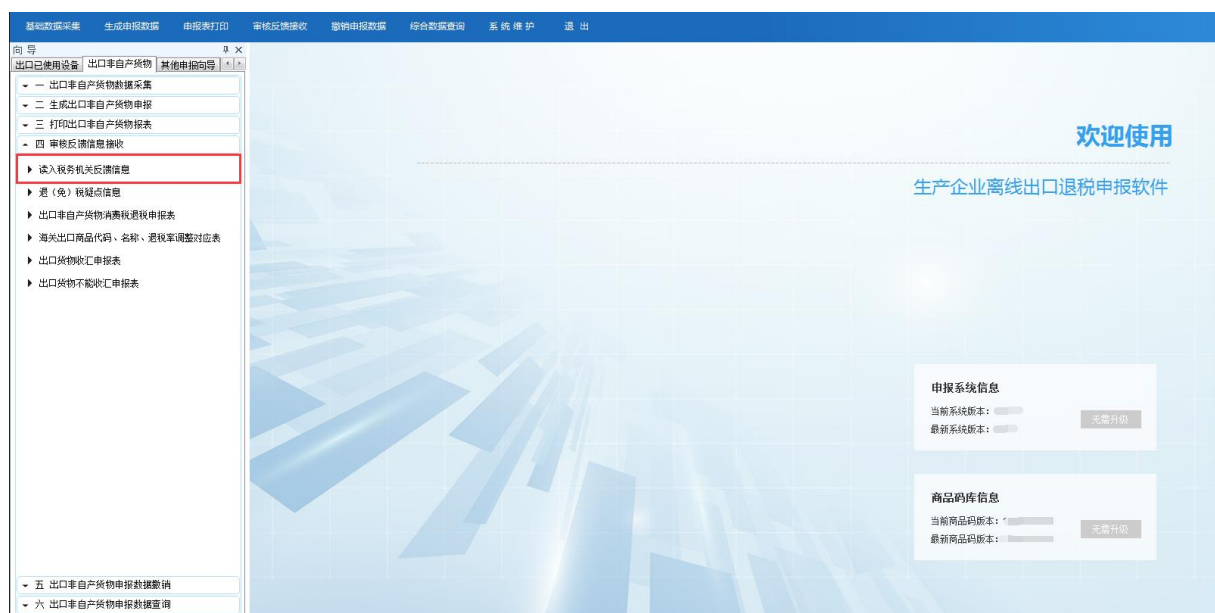 基础数据采集 生成申报数据 申报表打印 审核反馈接收 撤销申报数据 综合数据查询 系统维护 退出
向导
出口已使用设备 出口非自产货物 其他申报向导
一 出口非自产货物数据采集
二 生成出口非自产货物申报
三 打印出口非自产货物报表
四 审核反馈信息接收
读入税务机关反馈信息
退（免）税疑点信息
出口非自产货物消费税退税申报表
海关出口商品代码、名称、退税率调整对应表
出口货物收汇申报表
出口货物不能收汇申报表
五 出口非自产货物申报数据撤销
六 出口非自产货物申报数据查询
欢迎使用
生产企业离线出口退税申报软件
申报系统信息
当前系统版本：
最新系统版本：
无需升级
商品码库信息
当前商品码版本：
最新商品码版本：
无需升级